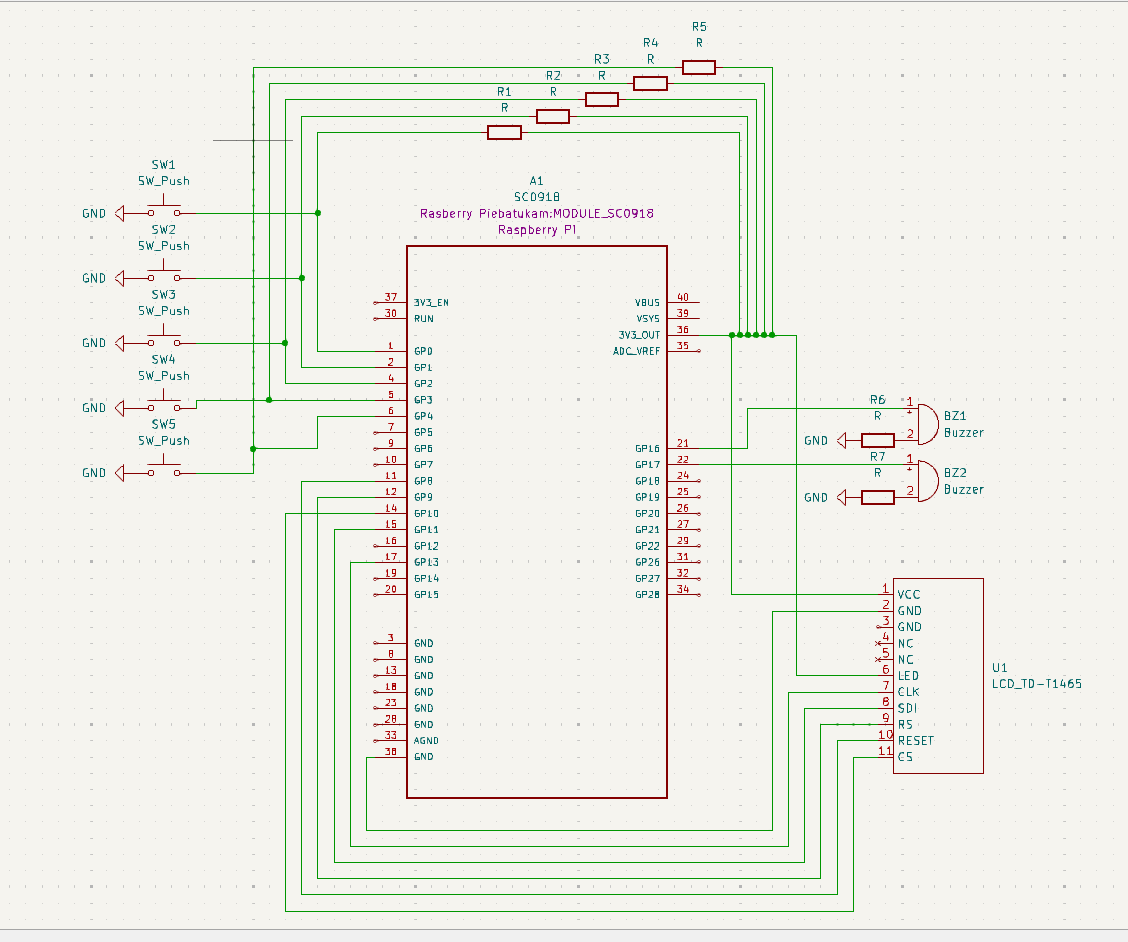 R5
R
R4
R
R3
R
R2
R
R1
R
SW1
SW_Push
GND
SW2
SW_Push
GND
SW3
SW_Push
GND
SW4
SW_Push
GND
SW5
SW_Push
GND
A1
SC0918
Rasberry Piebatukam:MODULE_SC0918
Raspberry Pi
37 3V3_EN
30 RUN
1 GP0
2 GP1
4 GP2
5 GP3
6 GP4
7 GP5
9 GP6
10 GP7
11 GP8
12 GP9
14 GP10
15 GP11
16 GP12
17 GP13
19 GP14
20 GP15
3 GND
8 GND
13 GND
18 GND
23 GND
28 GND
33 AGND
38 GND
VBUS 40
VSYS 39
3V3_OUT 36
ADC_VREF 35
GP16 21
GP17 22
GP18 24
GP19 25
GP20 26
GP21 27
GP22 29
GP26 31
GP27 32
GP28 34
R6
R
GND
1
+
2
BZ1
Buzzer
R7
R
GND
1
+
2
BZ2
Buzzer
1 VCC
2 GND
3 GND
4 NC
5 NC
6 LED
7 CLK
8 SDI
9 RS
10 RESET
11 CS
U1
LCD_TD-T1465